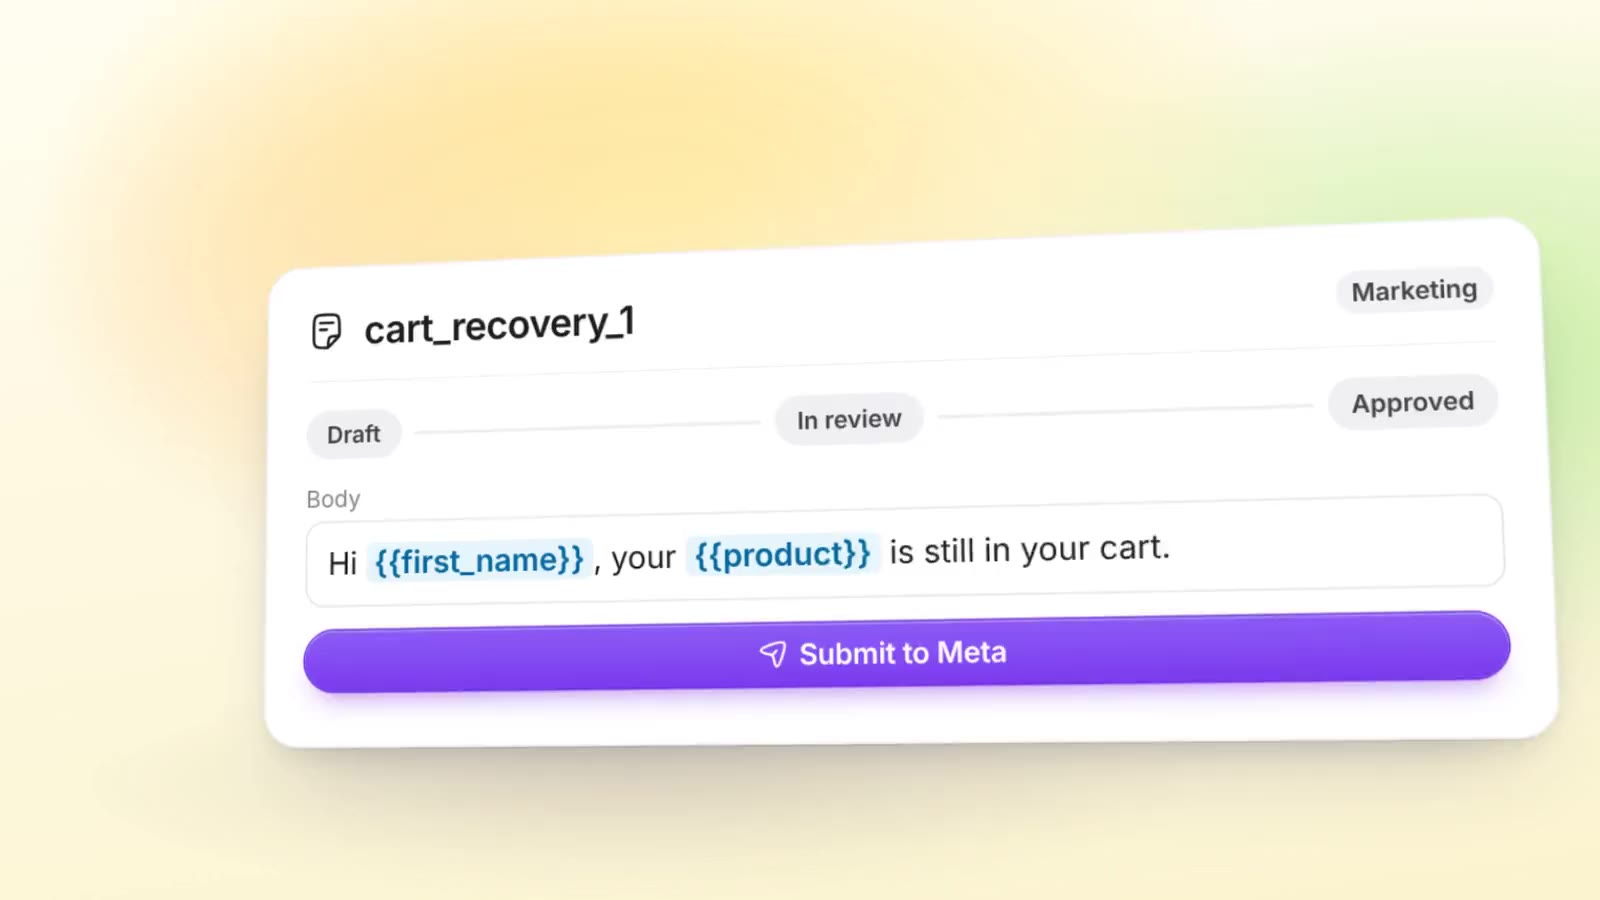 cart_recovery_1
Marketing
Draft
In review
Approved
Body
Hi {{first_name}}, your {{product}} is still in your cart.
Submit to Meta